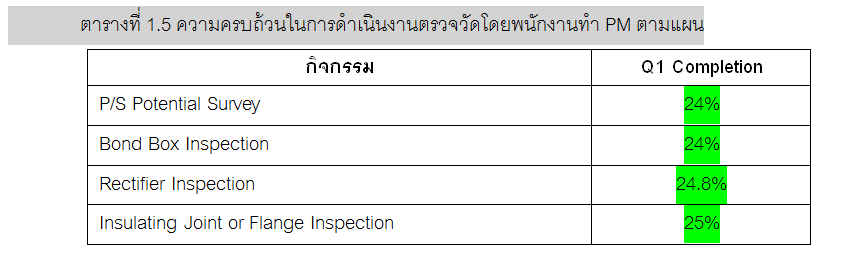 ตารางที่ 1.5 ความครบถ้วนในการดำเนินงานตรวจวัดโดยพนักงานทำ PM ตามแผน
กิจกรรม Q1 Completion
P/S Potential Survey 24%
Bond Box Inspection 24%
Rectifier Inspection 24.8%
Insulating Joint or Flange Inspection 25%